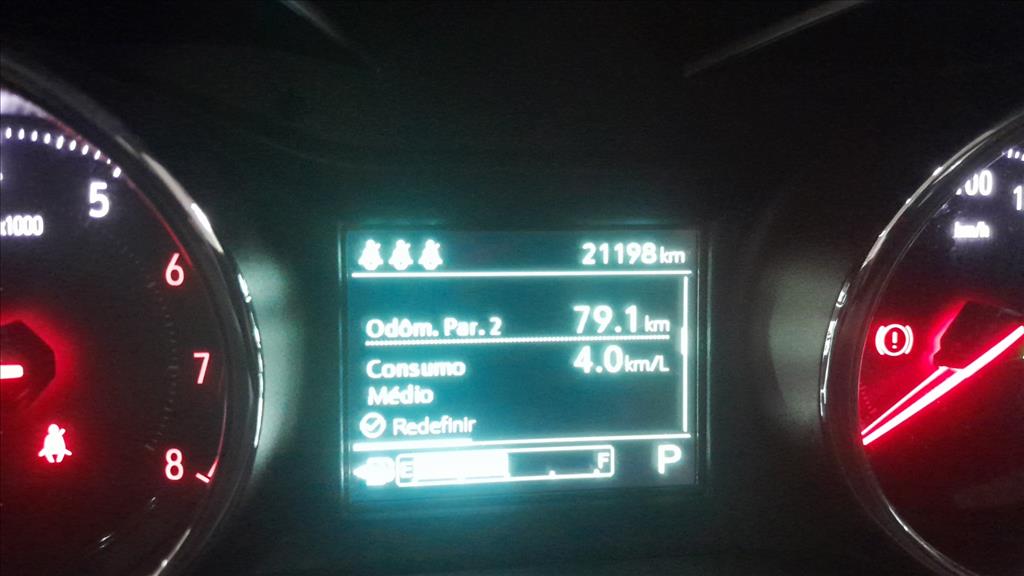 5
x1000
6
7
8
21198 km
Odôm. Par. 2 79.1 km
Consumo 4.0 km/L
Médio
Redefinir
E F P
km/h